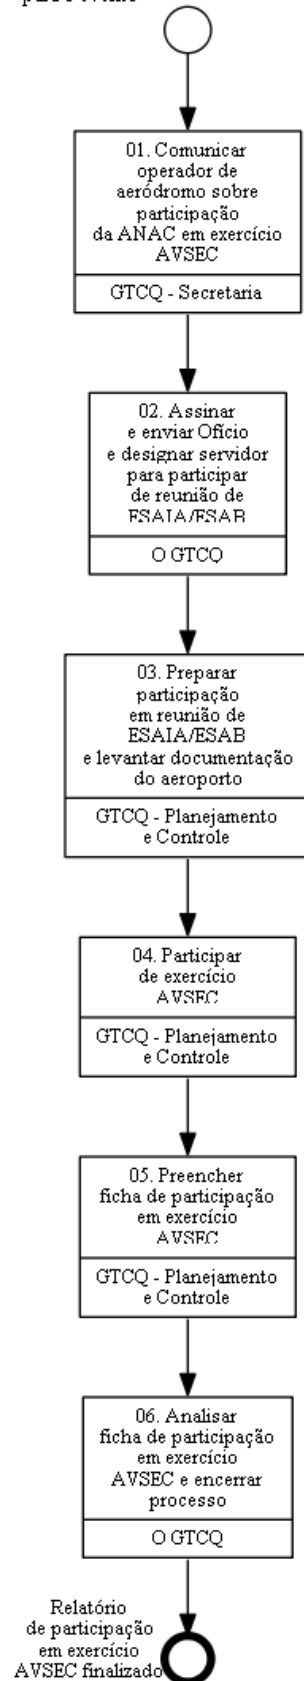 01. Comunicar
operador de
aeródromo sobre
participação
da ANAC em exercício
AVSEC
GTCQ - Secretaria
02. Assinar
e enviar Ofício
e designar servidor
para participar
de reunião de
ESAIA/ESAB
O GTCQ
03. Preparar
participação
em reunião de
ESAIA/ESAB
e levantar documentação
do aeroporto
GTCQ - Planejamento
e Controle
04. Participar
de exercício
AVSEC
GTCQ - Planejamento
e Controle
05. Preencher
ficha de participação
em exercício
AVSEC
GTCQ - Planejamento
e Controle
06. Analisar
ficha de participação
em exercício
AVSEC e encerrar
processo
O GTCQ
Relatório
de participação
em exercício
AVSEC finalizado